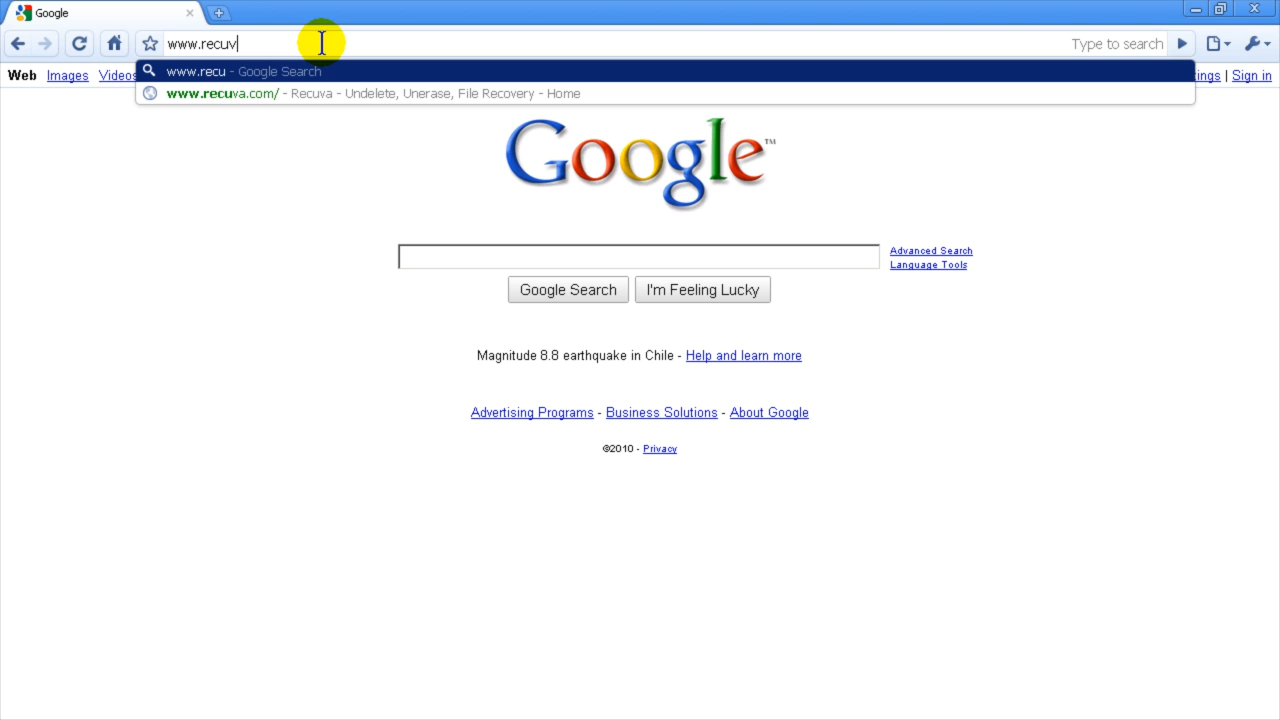 Google
www.recuv
Type to search
www.recu - Google Search
www.recuva.com/ - Recuva - Undelete, Unerase, File Recovery - Home
Web Images Videos
ings | Sign in
Google™
Advanced Search
Language Tools
Google Search
I'm Feeling Lucky
Magnitude 8.8 earthquake in Chile - Help and learn more
Advertising Programs - Business Solutions - About Google
©2010 - Privacy